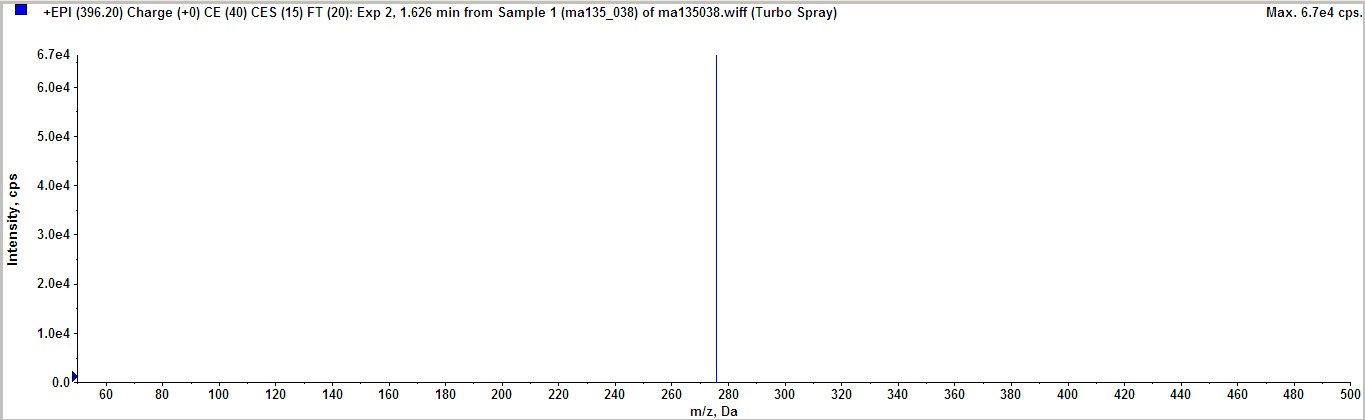 +EPI (396.20) Charge (+0) CE (40) CES (15) FT (20): Exp 2, 1.626 min from Sample 1 (ma135_038) of ma135038.wiff (Turbo Spray)
Max. 6.7e4 cps.
Intensity, cps
6.7e4
6.0e4
5.0e4
4.0e4
3.0e4
2.0e4
1.0e4
0.0
60 80 100 120 140 160 180 200 220 240 260 280 300 320 340 360 380 400 420 440 460 480 500
m/z, Da